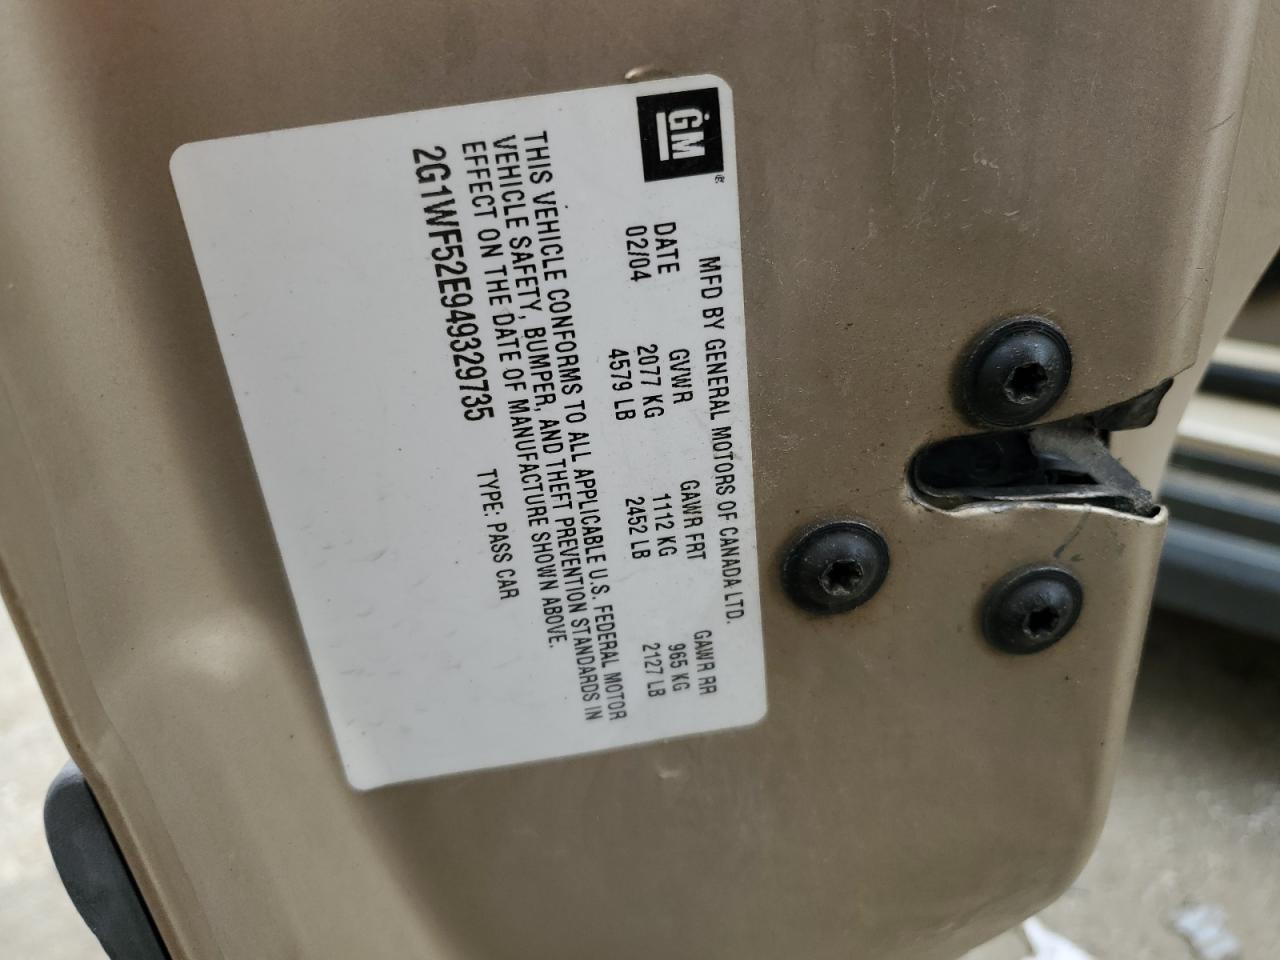 GM®
MFD BY GENERAL MOTORS OF CANADA LTD.
DATE GVWR GAWR FRT GAWR RR
02/04 2077 KG 1112 KG 965 KG
4579 LB 2452 LB 2127 LB
THIS VEHICLE CONFORMS TO ALL APPLICABLE U.S. FEDERAL MOTOR
VEHICLE SAFETY, BUMPER, AND THEFT PREVENTION STANDARDS IN
EFFECT ON THE DATE OF MANUFACTURE SHOWN ABOVE.
2G1WF52E949329735 TYPE: PASS CAR